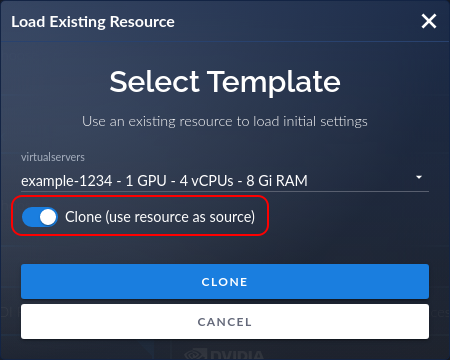 Load Existing Resource
Select Template
Use an existing resource to load initial settings
virtualservers
example-1234 - 1 GPU - 4 vCPUs - 8 Gi RAM
Clone (use resource as source)
CLONE
CANCEL
NVIDIA